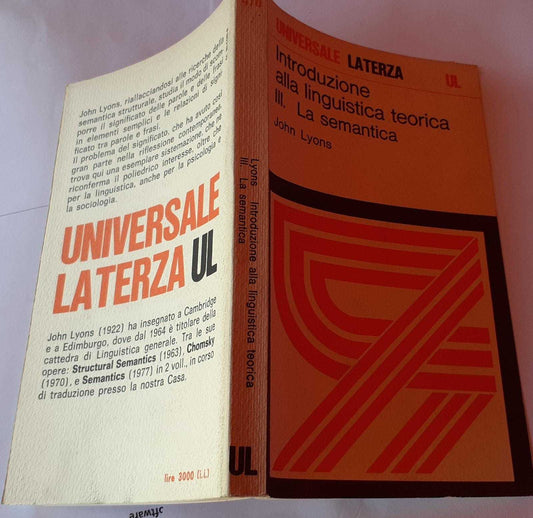 John Lyons, riallacciandosi alle ricerche della
semantica strutturale, studia il modo di scom-
porre il significato delle parole e delle frasi
in elementi semplici e le relazioni di signi-
ficato tra parole e frasi.
Il problema del significato, che ha avuto così
gran parte nella riflessione contemporanea,
trova qui una esemplare sistemazione, che ne
riconferma il poliedrico interesse, oltre che
per la linguistica, anche per la psicologia e
la sociologia.
UNIVERSALE
LATERZA UL
John Lyons (1922) ha insegnato a Cambridge
e a Edimburgo, dove dal 1964 è titolare della
cattedra di Linguistica generale. Tra le sue
opere: Structural Semantics (1963), Chomsky
(1970), e Semantics (1977) in 2 voll., in corso
di traduzione presso la nostra Casa.
lire 3000 (i.i.)
Lyons Introduzione alla linguistica teorica
III. La semantica
UL
UNIVERSALE LATERZA UL
Introduzione
alla linguistica teorica
III. La semantica
John Lyons
oftware